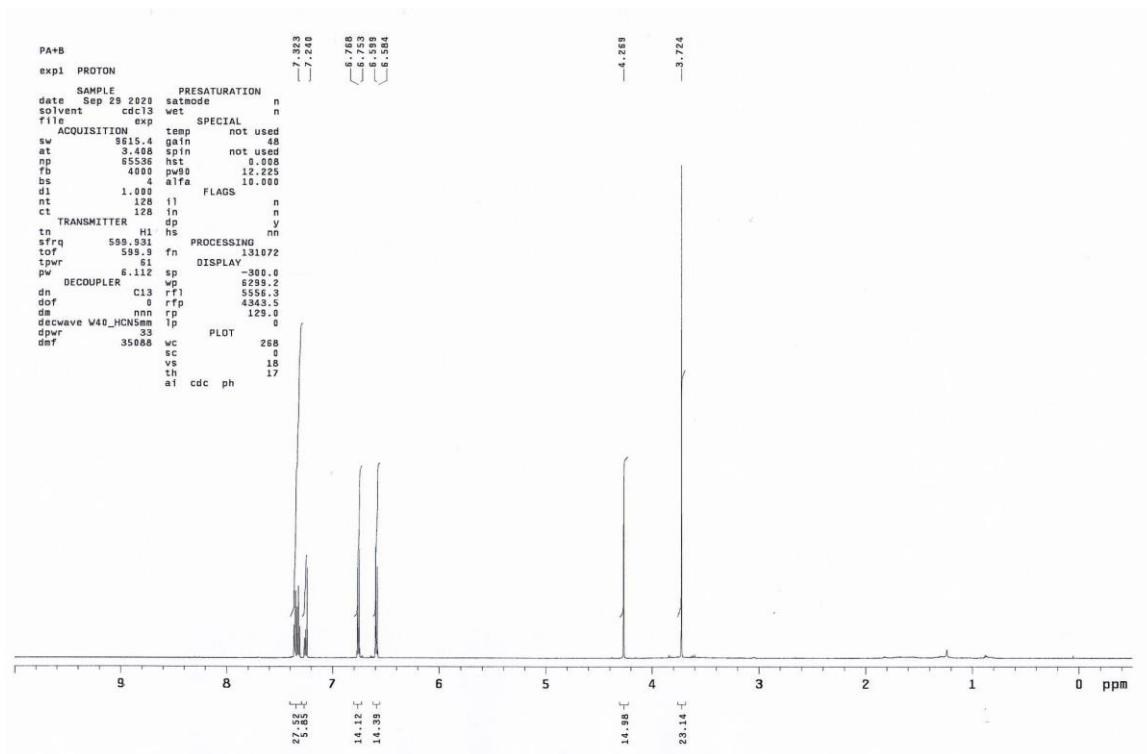 7.323
7.240
6.768
6.753
6.599
6.584
4.269
3.724
PA+B
exp1 PROTON
SAMPLE
date Sep 29 2020
solvent cdcl3
file exp
ACQUISITION
sw 9615.4
at 3.408
np 65536
fb 4000
bs 4
d1 1.000
nt 128
ct 128
TRANSMITTER
tn H1
sfrq 599.931
tof 599.9
tpwr 61
pw 6.112
DECOUPLER
dn C13
dof 0
dm nnn
decwave W40_HCN5mm
dpwr 33
dmf 35088
PRESATURATION
satmode n
wet n
SPECIAL
temp not used
gain 48
spin not used
hst 0.008
pw90 12.225
alfa 10.000
FLAGS
il n
in n
dp y
hs nn
PROCESSING
fn 131072
DISPLAY
sp -300.0
wp 6299.2
rfl 5556.3
rfp 4343.5
rp 129.0
lp 0
PLOT
wc 268
sc 0
vs 18
th 17
ai cdc ph
9 8 7 6 5 4 3 2 1 0 ppm
27.52
5.85
14.12
14.39
14.98
23.14